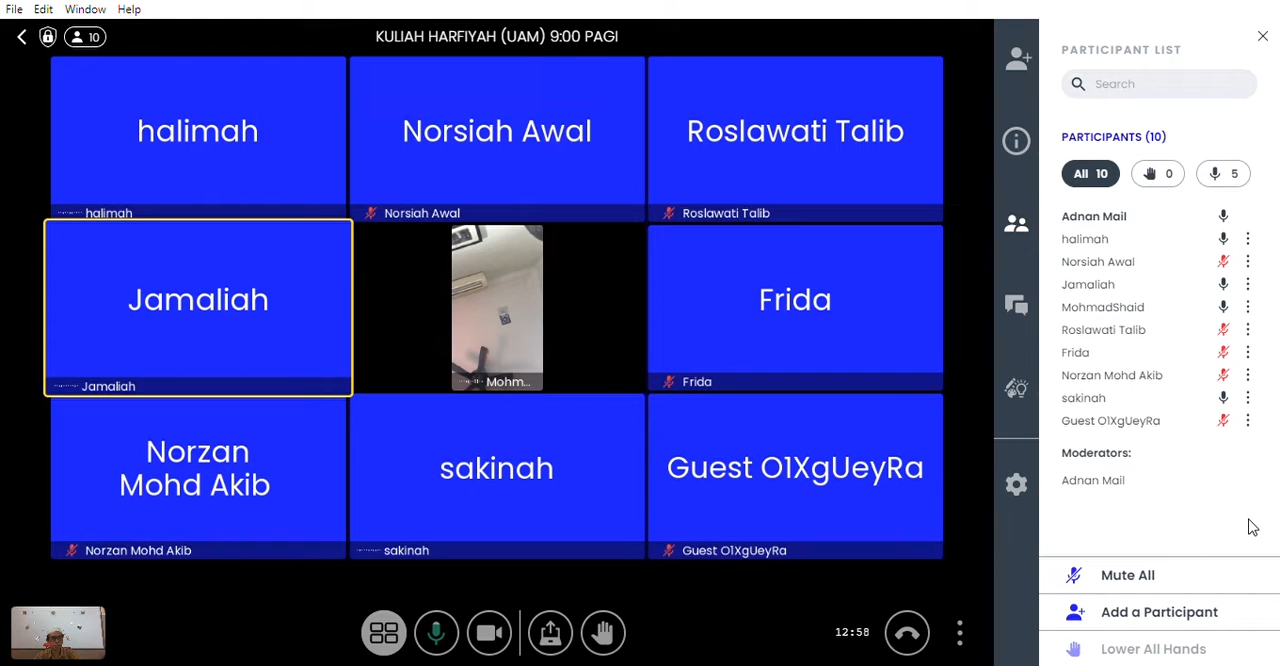 File Edit Window Help
10
KULIAH HARFIYAH (UAM) 9:00 PAGI
halimah
halimah
Norsiah Awal
Norsiah Awal
Roslawati Talib
Roslawati Talib
Jamaliah
Jamaliah
Mohm...
Frida
Frida
Norzan
Mohd Akib
Norzan Mohd Akib
sakinah
sakinah
Guest O1XgUeyRa
Guest O1XgUeyRa
12:58
PARTICIPANT LIST
Search
PARTICIPANTS (10)
All 10 0 5
Adnan Mail
halimah
Norsiah Awal
Jamaliah
MohmadShaid
Roslawati Talib
Frida
Norzan Mohd Akib
sakinah
Guest O1XgUeyRa
Moderators:
Adnan Mail
Mute All
Add a Participant
Lower All Hands